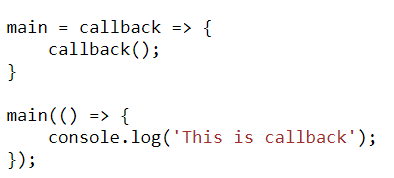 main = callback => {
    callback();
}

main(() => {
    console.log('This is callback');
});